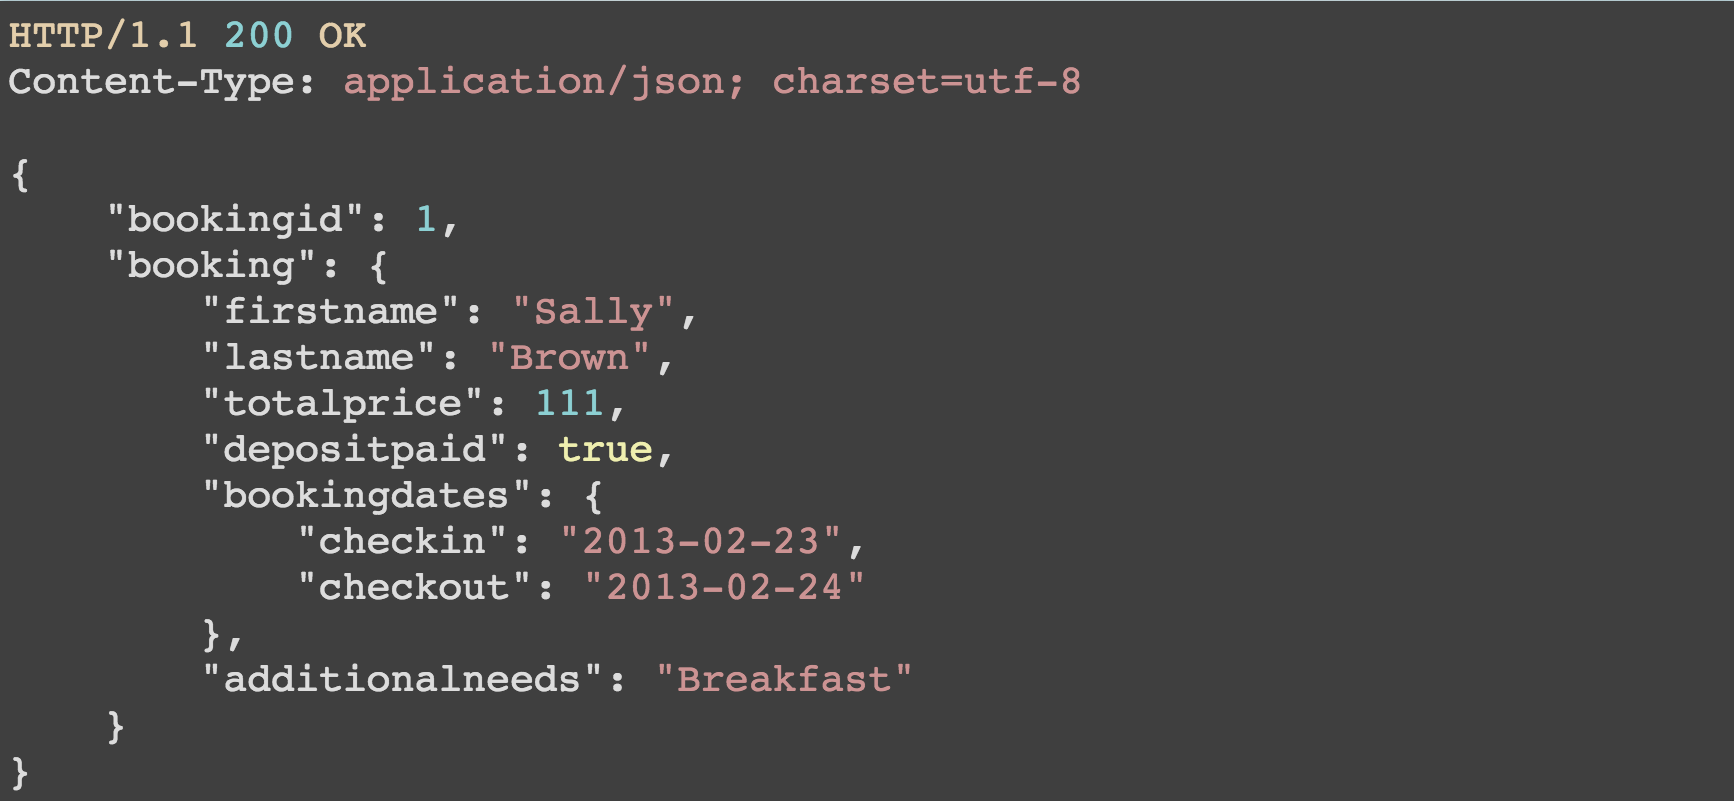 HTTP/1.1 200 OK
Content-Type: application/json; charset=utf-8

{
    "bookingid": 1,
    "booking": {
        "firstname": "Sally",
        "lastname": "Brown",
        "totalprice": 111,
        "depositpaid": true,
        "bookingdates": {
            "checkin": "2013-02-23",
            "checkout": "2013-02-24"
        },
        "additionalneeds": "Breakfast"
    }
}